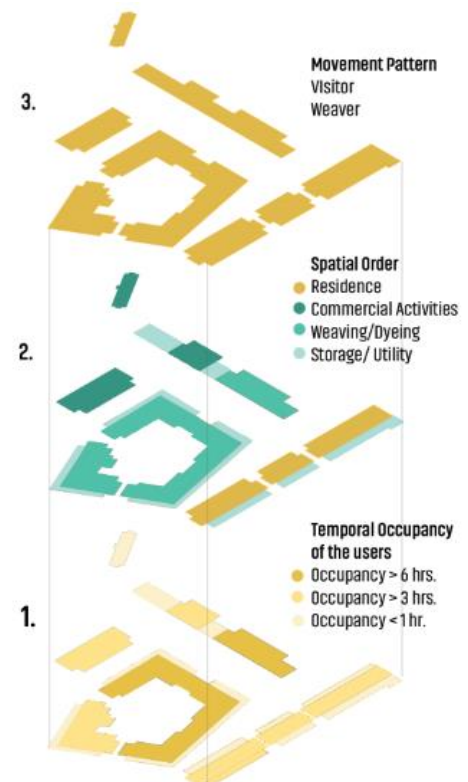 3.
Movement Pattern
VIsitor
Weaver
2.
Spatial Order
Residence
Commercial Activities
Weaving/Dyeing
Storage/ Utility
1.
Temporal Occupancy
of the users
Occupancy > 6 hrs.
Occupancy > 3 hrs.
Occupancy < 1 hr.